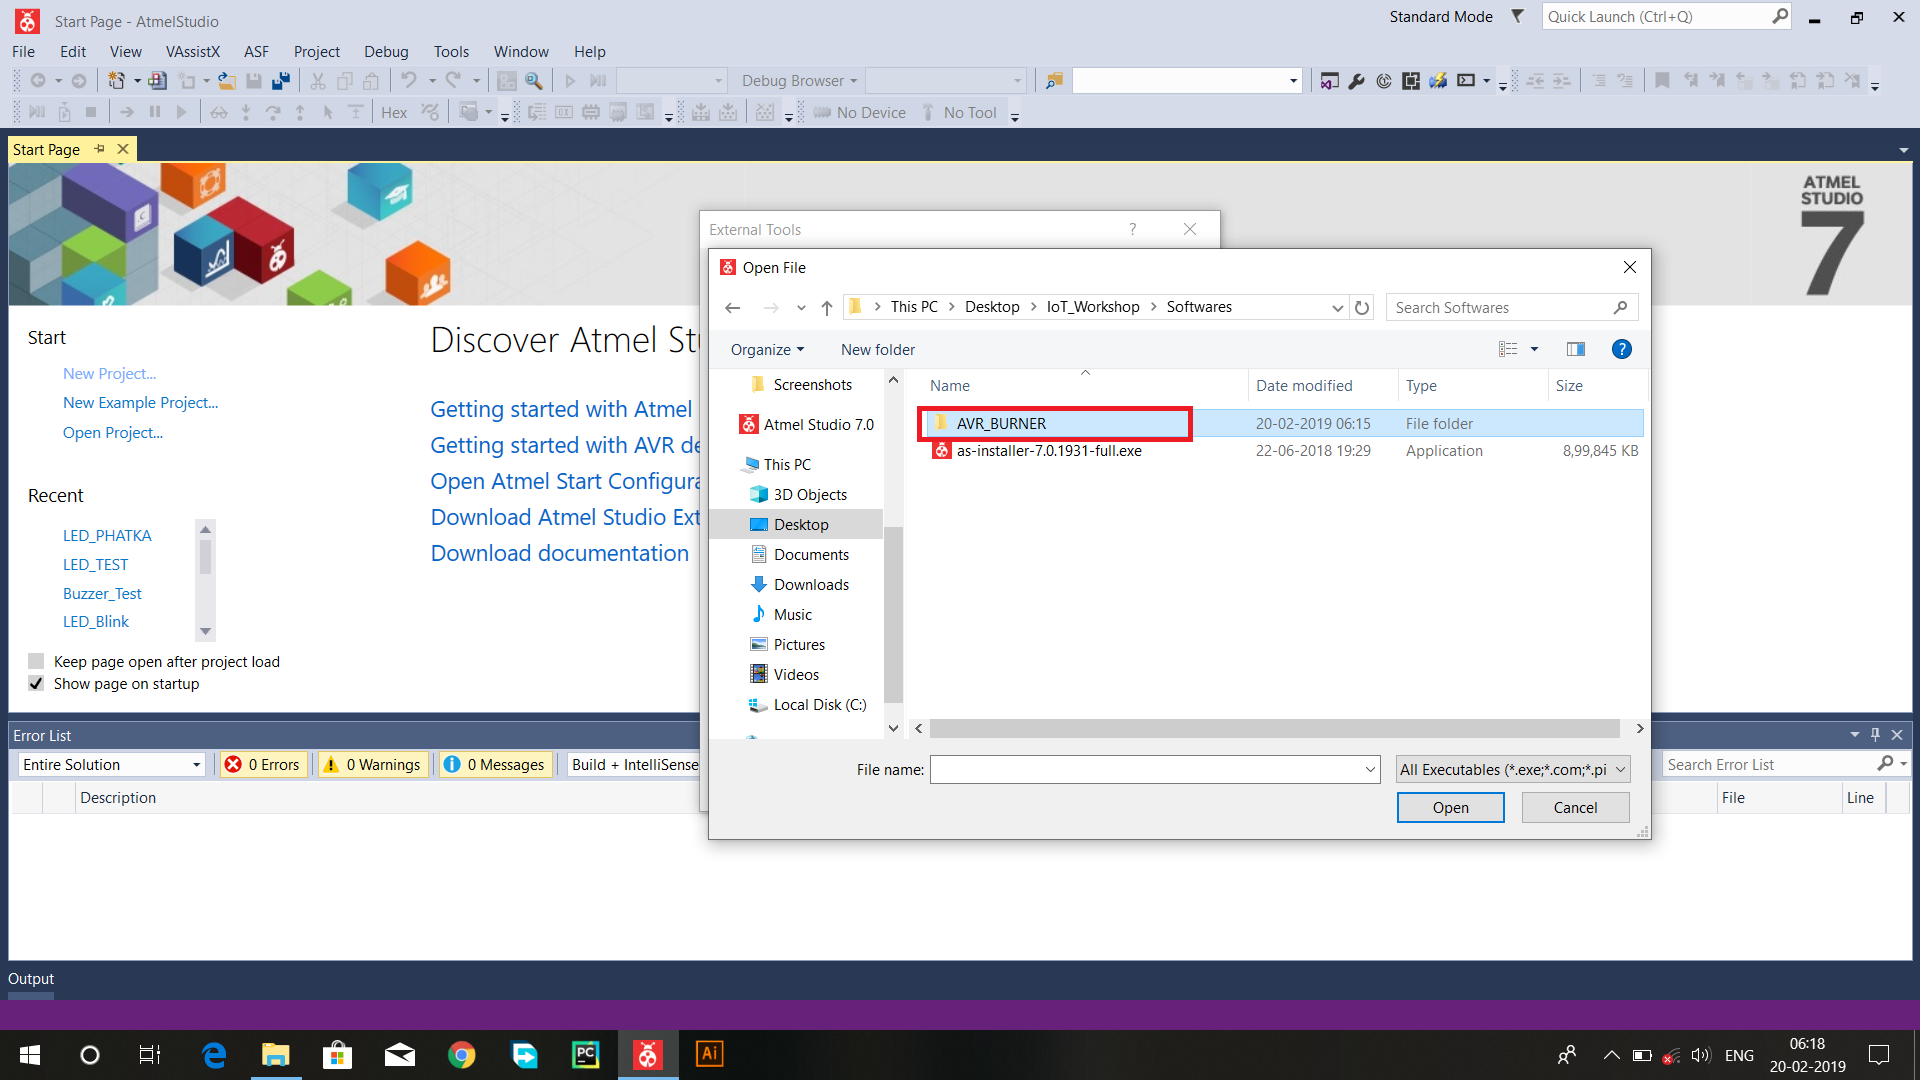 Start Page - AtmelStudio
Standard Mode
Quick Launch (Ctrl+Q)
File Edit View VAssistX ASF Project Debug Tools Window Help
Debug Browser
Hex
No Device
No Tool
Start Page
ATMEL
STUDIO
7
Start
New Project...
New Example Project...
Open Project...
Recent
LED_PHATKA
LED_TEST
Buzzer_Test
LED_Blink
Keep page open after project load
Show page on startup
Discover Atmel Stu
Getting started with Atmel
Getting started with AVR de
Open Atmel Start Configura
Download Atmel Studio Ext
Download documentation
External Tools
?
Open File
This PC > Desktop > IoT_Workshop > Softwares
Search Softwares
Organize
New folder
?
Screenshots
Atmel Studio 7.0
This PC
3D Objects
Desktop
Documents
Downloads
Music
Pictures
Videos
Local Disk (C:)
Name Date modified Type Size
AVR_BURNER 20-02-2019 06:15 File folder
as-installer-7.0.1931-full.exe 22-06-2018 19:29 Application 8,99,845 KB
File name:
All Executables (*.exe;*.com;*.pi
Open
Cancel
Error List
Entire Solution
0 Errors
0 Warnings
0 Messages
Build + IntelliSense
Search Error List
Description
File
Line
Output
PC
Ai
ENG
06:18
20-02-2019